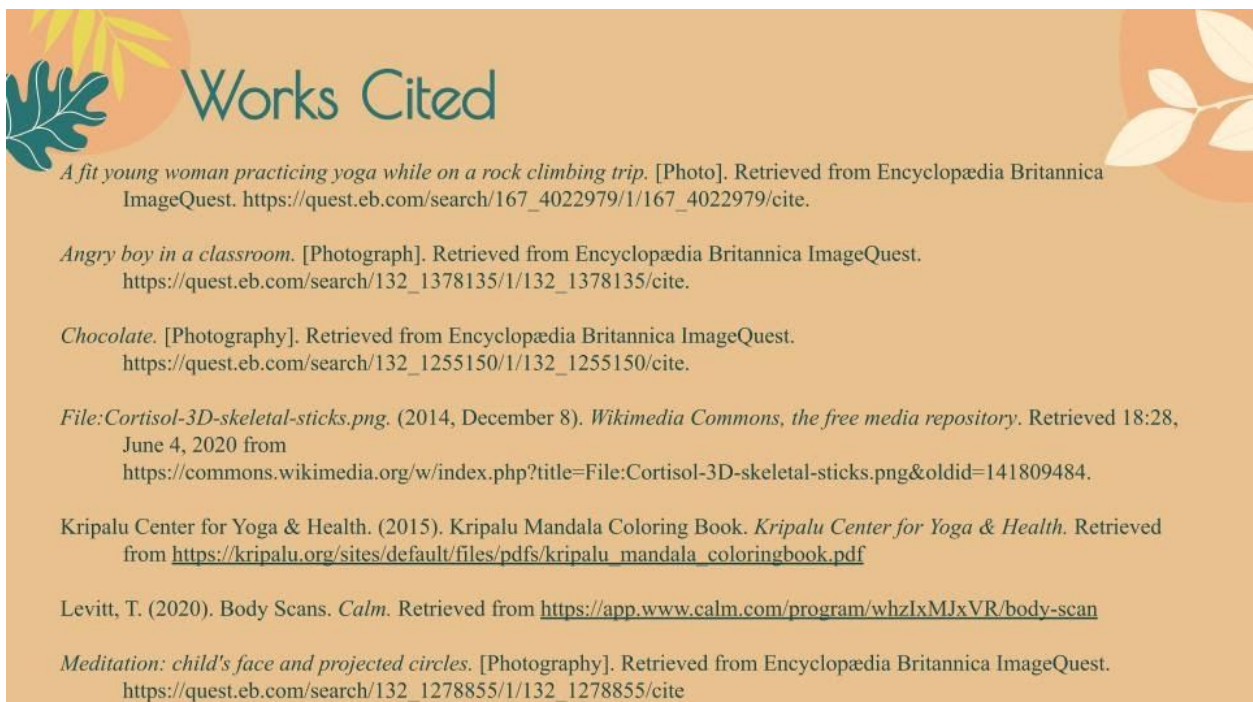 Works Cited
A fit young woman practicing yoga while on a rock climbing trip. [Photo]. Retrieved from Encyclopædia Britannica
ImageQuest. https://quest.eb.com/search/167_4022979/1/167_4022979/cite.
Angry boy in a classroom. [Photograph]. Retrieved from Encyclopædia Britannica ImageQuest.
https://quest.eb.com/search/132_1378135/1/132_1378135/cite.
Chocolate. [Photography]. Retrieved from Encyclopædia Britannica ImageQuest.
https://quest.eb.com/search/132_1255150/1/132_1255150/cite.
File:Cortisol-3D-skeletal-sticks.png. (2014, December 8). Wikimedia Commons, the free media repository. Retrieved 18:28,
June 4, 2020 from
https://commons.wikimedia.org/w/index.php?title=File:Cortisol-3D-skeletal-sticks.png&oldid=141809484.
Kripalu Center for Yoga & Health. (2015). Kripalu Mandala Coloring Book. Kripalu Center for Yoga & Health. Retrieved
from https://kripalu.org/sites/default/files/pdfs/kripalu_mandala_coloringbook.pdf
Levitt, T. (2020). Body Scans. Calm. Retrieved from https://app.www.calm.com/program/whzIxMJxVR/body-scan
Meditation: child's face and projected circles. [Photography]. Retrieved from Encyclopædia Britannica ImageQuest.
https://quest.eb.com/search/132_1278855/1/132_1278855/cite